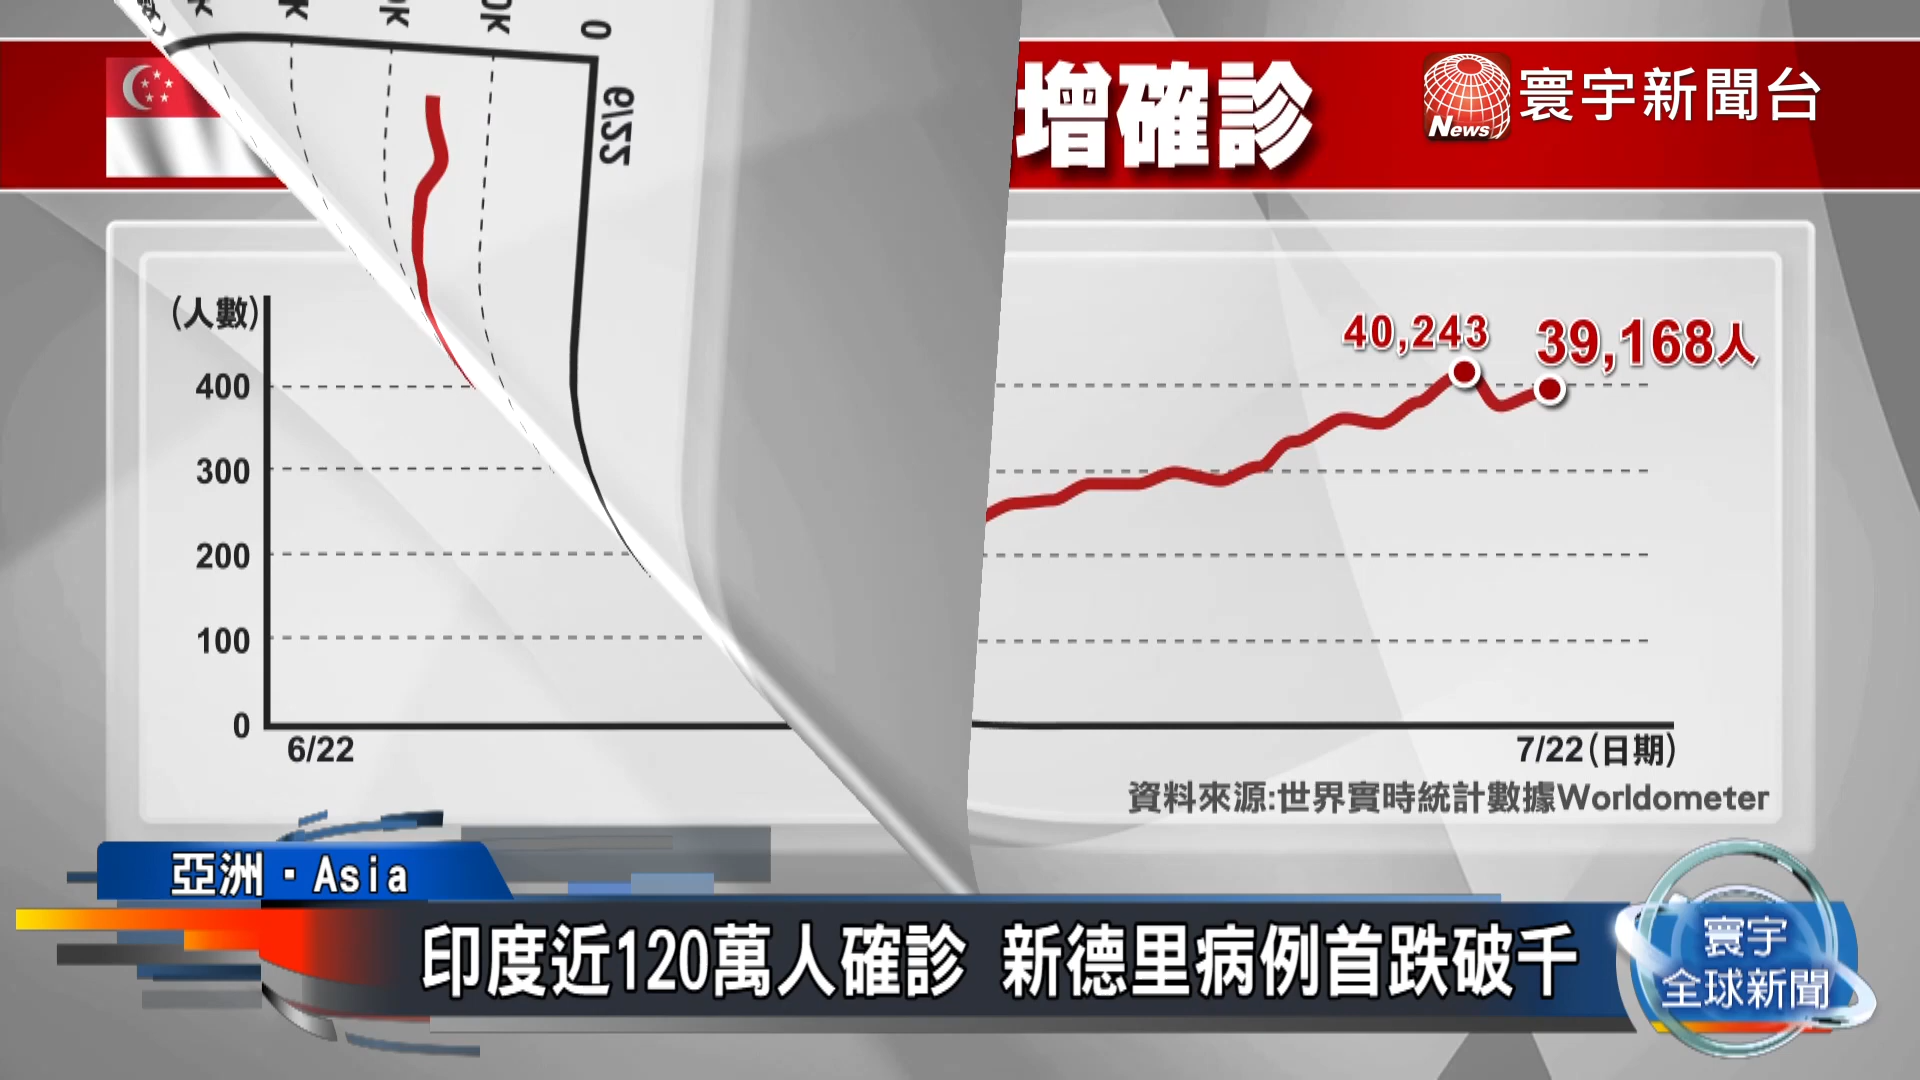 0
6/22
增確診
News
寰宇新聞台
(人數)
400
300
200
100
0
6/22
40,243
39,168人
7/22(日期)
資料來源:世界實時統計數據Worldometer
亞洲·Asia
印度近120萬人確診 新德里病例首跌破千
寰宇
全球新聞